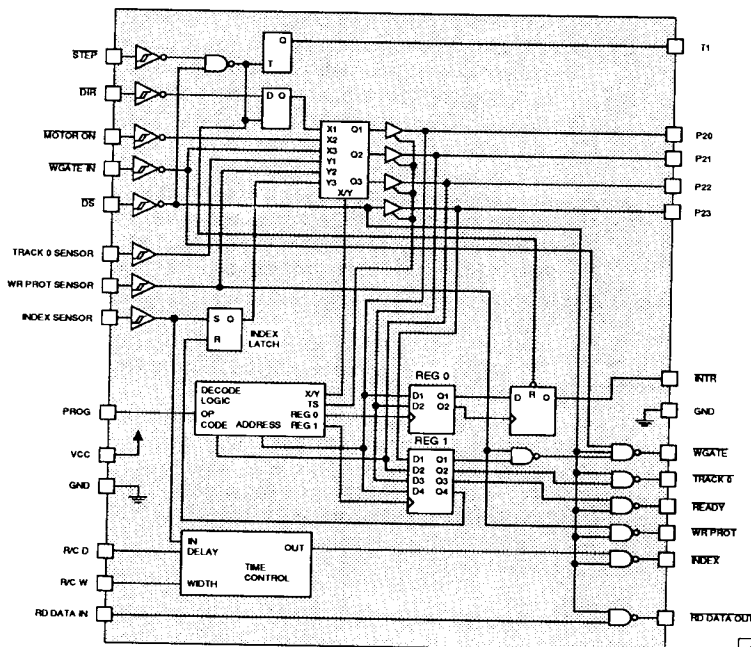 STEP
DIR
MOTOR ON
WGATE IN
DS
TRACK 0 SENSOR
WR PROT SENSOR
INDEX SENSOR
PROG
VCC
GND
R/C D
R/C W
RD DATA IN
Q
T
D Q
X1 Q1
X2
X3 Q2
Y1
Y2 Q3
Y3
X/Y
S Q
R
INDEX
LATCH
DECODE X/Y
LOGIC TS
OP REG 0
CODE ADDRESS REG 1
REG 0
D1 Q1
D2 Q2
D R Q
REG 1
D1 Q1
D2 Q2
D3 Q3
D4 Q4
IN OUT
DELAY
TIME
CONTROL
WIDTH
T1
P20
P21
P22
P23
INTR
GND
WGATE
TRACK 0
READY
WR PROT
INDEX
RD DATA OUT